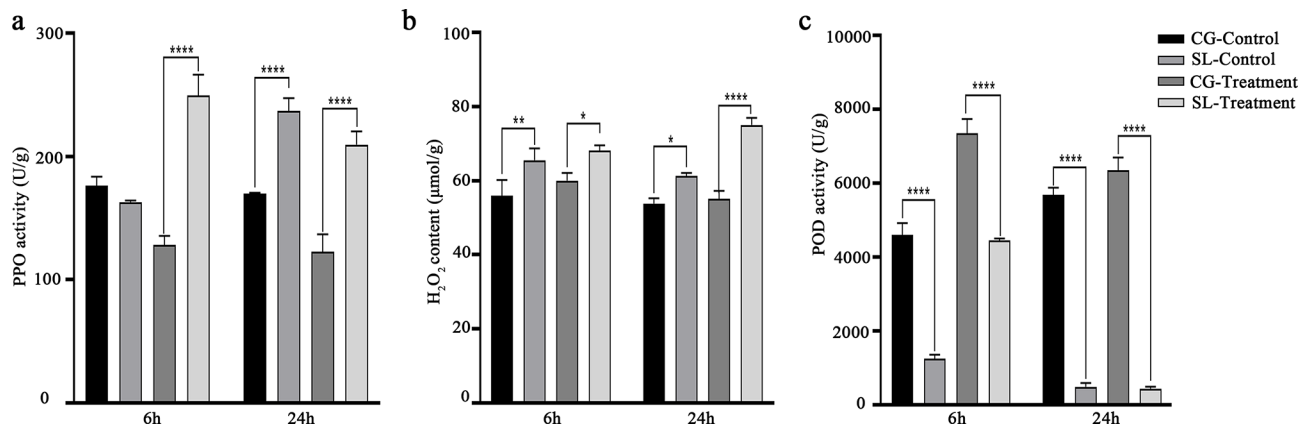 a
PPO activity (U/g)
300
200
100
0
****
****
****
6h
24h
b
H₂O₂ content (μmol/g)
100
80
60
40
20
0
**
*
*
****
6h
24h
c
POD activity (U/g)
10000
8000
6000
4000
2000
0
****
****
****
****
6h
24h
CG-Control
SL-Control
CG-Treatment
SL-Treatment